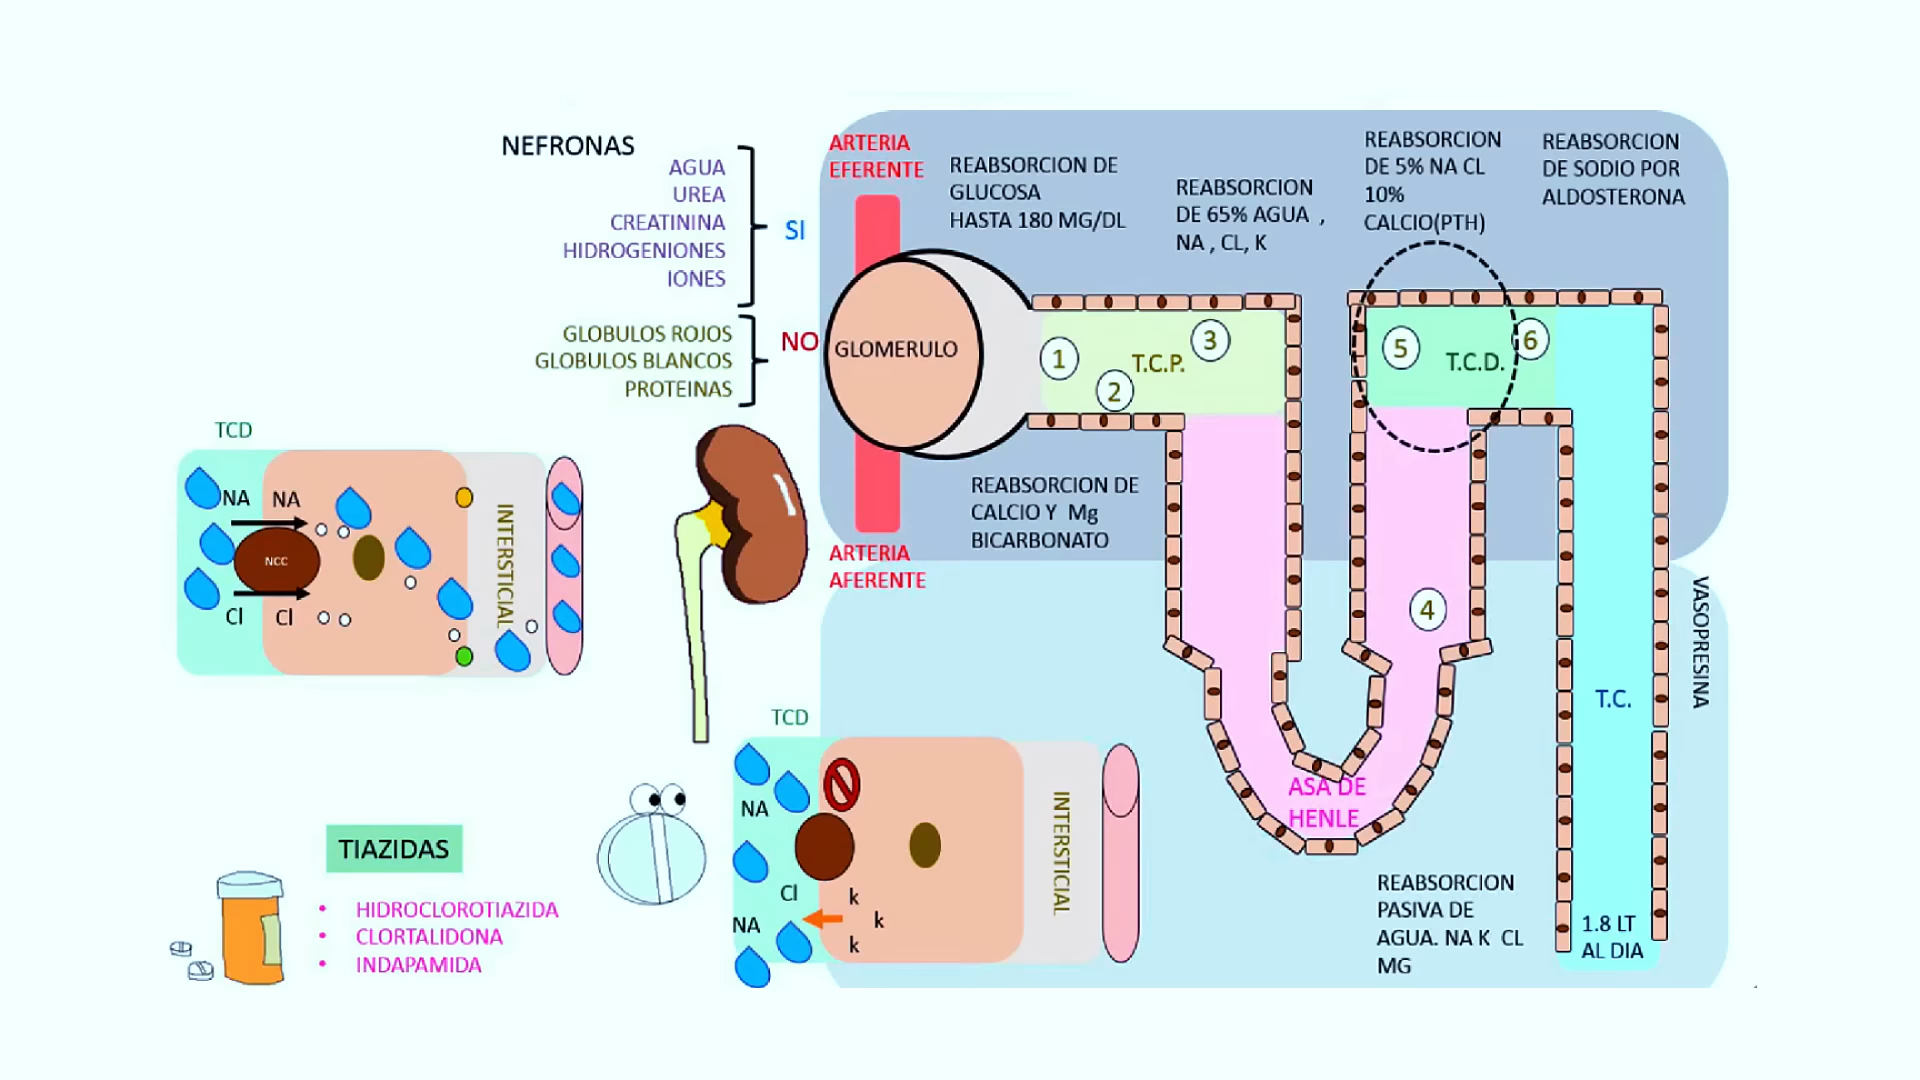 NEFRONAS
AGUA
UREA
CREATININA
HIDROGENIONES
IONES
SI
GLOBULOS ROJOS
GLOBULOS BLANCOS
PROTEINAS
NO
ARTERIA
EFERENTE
REABSORCION DE
GLUCOSA
HASTA 180 MG/DL
REABSORCION
DE 65% AGUA ,
NA , CL, K
REABSORCION
DE 5% NA CL
10%
CALCIO(PTH)
REABSORCION
DE SODIO POR
ALDOSTERONA
GLOMERULO
1
2
3
T.C.P.
5
T.C.D.
6
REABSORCION DE
CALCIO Y  Mg
BICARBONATO
ARTERIA
AFERENTE
4
VASOPRESINA
T.C.
ASA DE
HENLE
REABSORCION
PASIVA DE
AGUA. NA K  CL
MG
1.8 LT
AL DIA
TCD
NA
NA
NCC
Cl
Cl
INTERSTICIAL
TCD
NA
Cl
NA
k
k
k
INTERSTICIAL
TIAZIDAS
• HIDROCLOROTIAZIDA
• CLORTALIDONA
• INDAPAMIDA